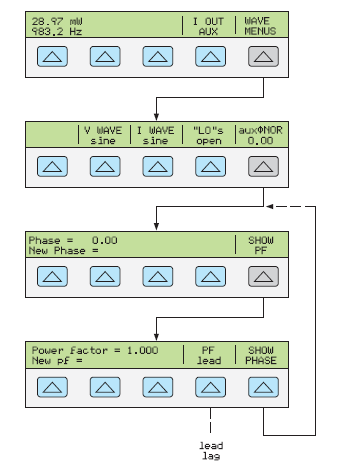 28.97 mW I OUT WAVE
983.2 Hz AUX MENUS
V WAVE I WAVE "LO"s auxΦNOR
sine sine open 0.00
Phase = 0.00 SHOW
New Phase = PF
Power factor = 1.000 PF SHOW
New pf = lead PHASE
lead
lag